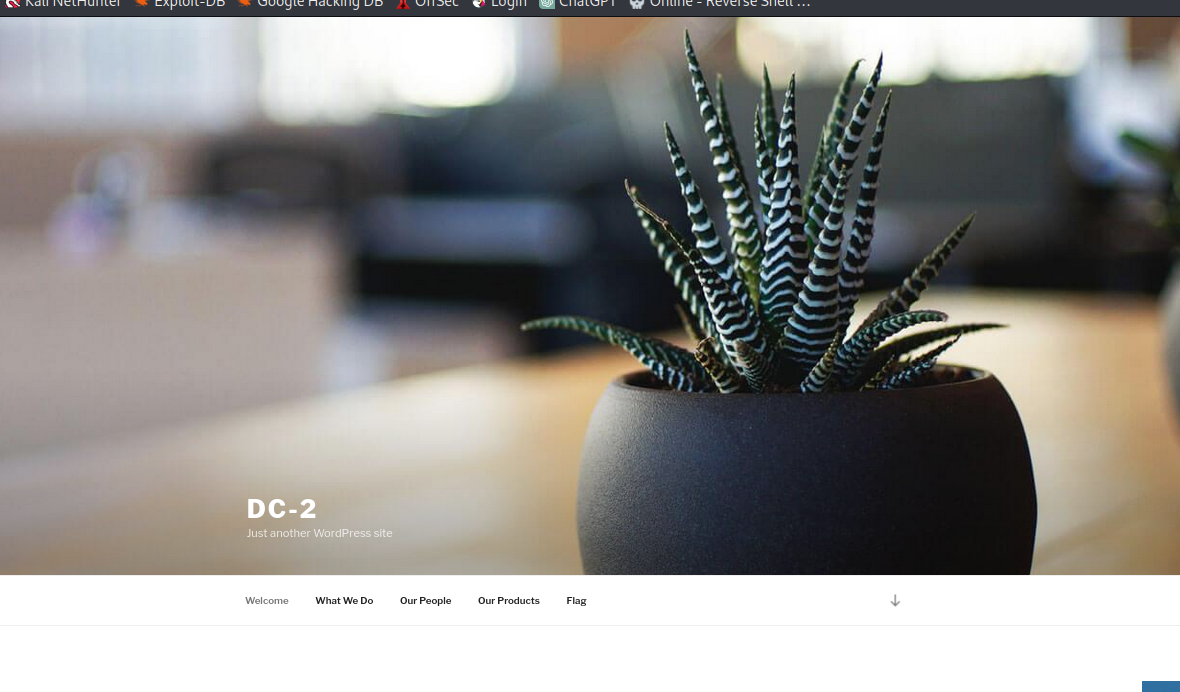 Kali NetHunter Exploit-DB Google Hacking DB OffSec Login ChatGPT Online - Reverse Shell ...
DC-2
Just another WordPress site
Welcome What We Do Our People Our Products Flag